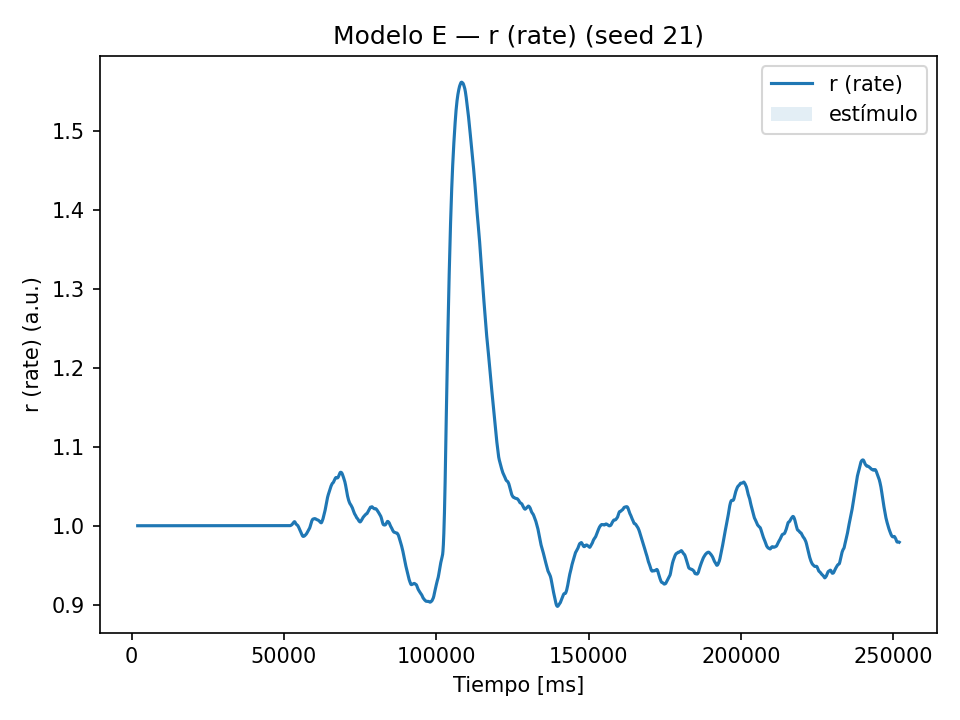 Modelo E — r (rate) (seed 21)
r (rate)
estímulo
r (rate) (a.u.)
1.5
1.4
1.3
1.2
1.1
1.0
0.9
0 50000 100000 150000 200000 250000
Tiempo [ms]